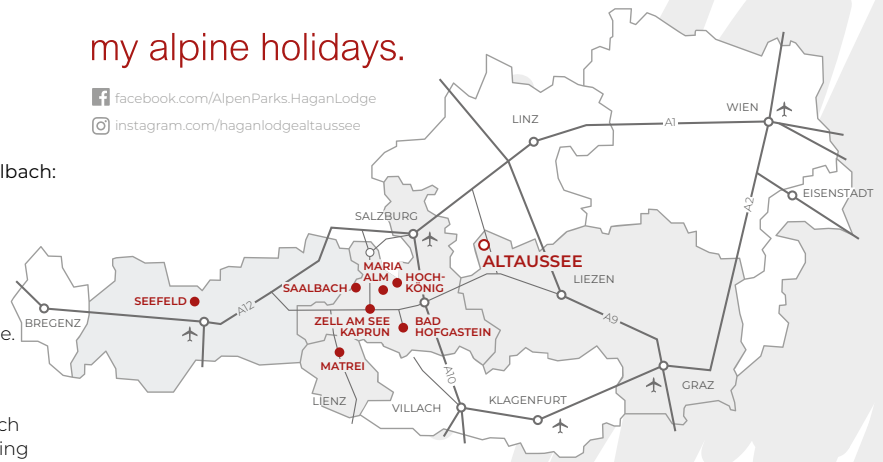 my alpine holidays.
facebook.com/AlpenParks.HaganLodge
instagram.com/haganlodgealtaussee
lbach:
e.
ch
ing
LINZ
A1
WIEN
EISENSTADT
A2
SALZBURG
ALTAUSSEE
LIEZEN
MARIA
ALM
HOCH-
KÖNIG
SAALBACH
SEEFELD
A12
BREGENZ
ZELL AM SEE
KAPRUN
BAD
HOFGASTEIN
A9
MATREI
A10
GRAZ
LIENZ
VILLACH
KLAGENFURT